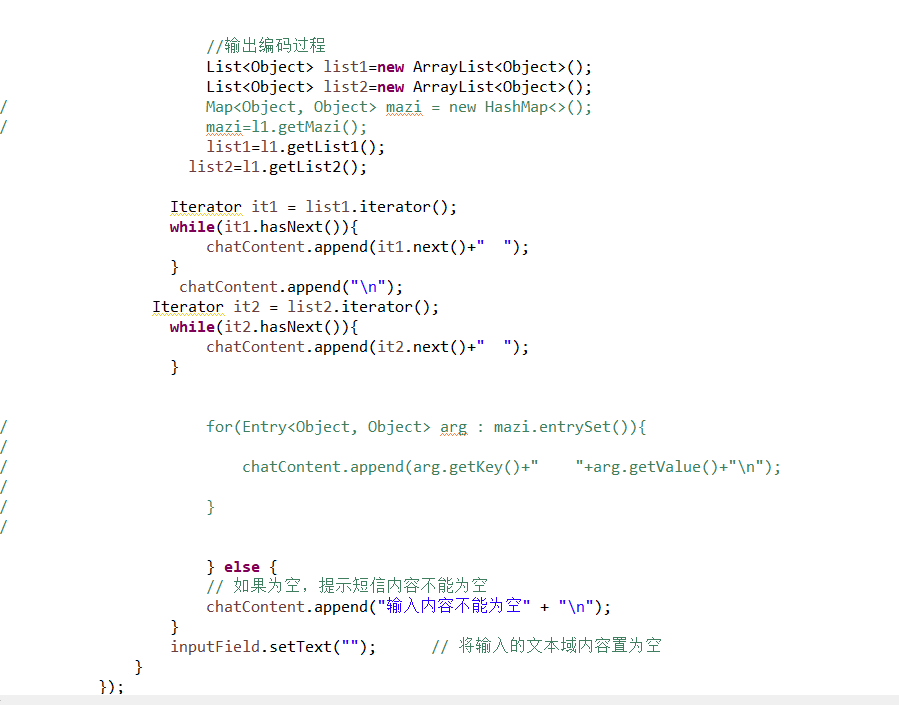 //输出编码过程
List<Object> list1=new ArrayList<Object>();
List<Object> list2=new ArrayList<Object>();
/ Map<Object, Object> mazi = new HashMap<>();
/ mazi=l1.getMazi();
list1=l1.getList1();
list2=l1.getList2();
Iterator it1 = list1.iterator();
while(it1.hasNext()){
chatContent.append(it1.next()+"  ");
}
chatContent.append("\n");
Iterator it2 = list2.iterator();
while(it2.hasNext()){
chatContent.append(it2.next()+"  ");
}
/ for(Entry<Object, Object> arg : mazi.entrySet()){
/
/ chatContent.append(arg.getKey()+"    "+arg.getValue()+"\n");
/
/ }
/
} else {
// 如果为空，提示短信内容不能为空
chatContent.append("输入内容不能为空" + "\n");
}
inputField.setText(""); // 将输入的文本域内容置为空
}
});